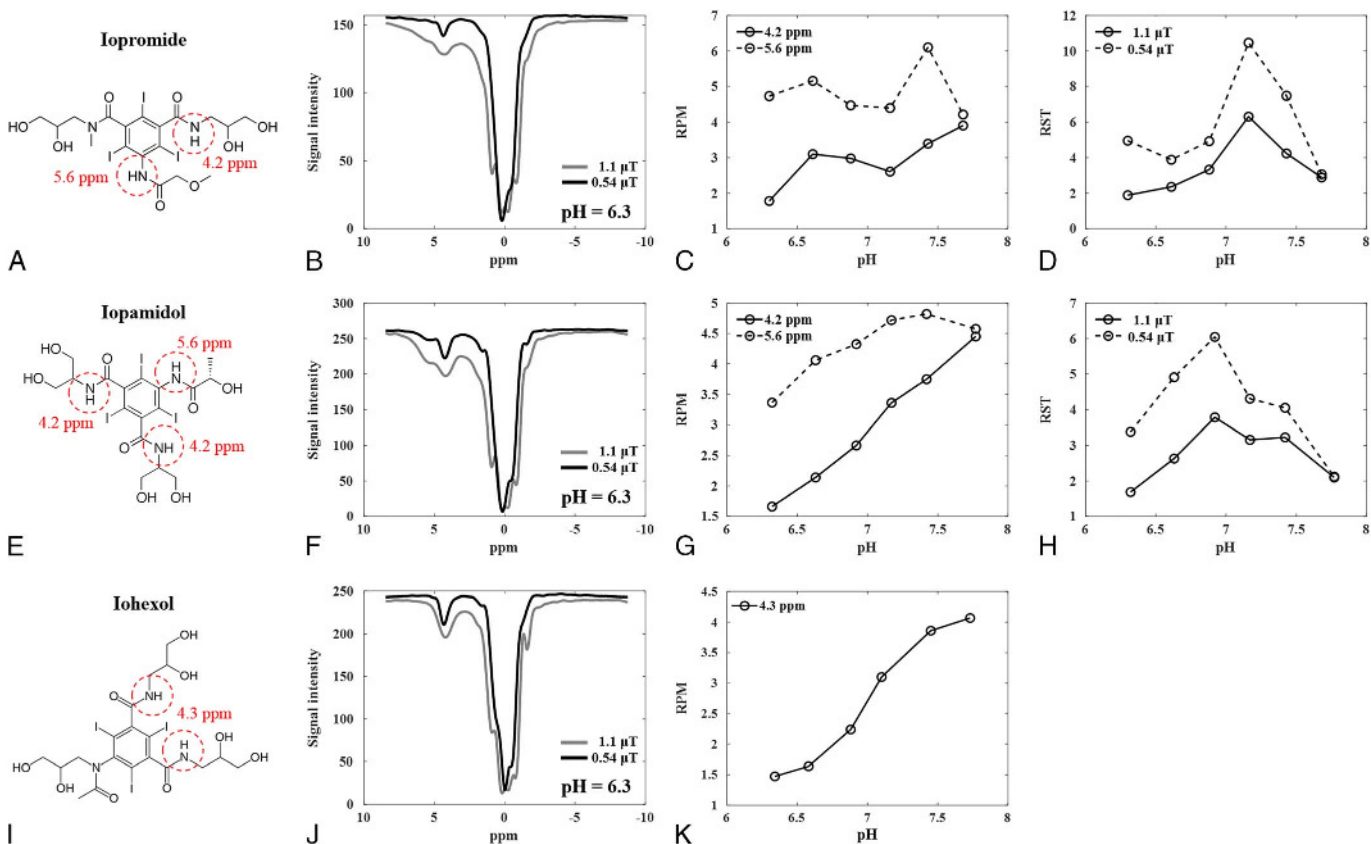 Iopromide
I
O
O
HO
N
N
H
OH
OH
OH
I
I
4.2 ppm
5.6 ppm
HN
O
O
A
Signal intensity
150
100
50
0
10
5
0
-5
-10
ppm
1.1 µT
0.54 µT
pH = 6.3
B
RPM
7
6
5
4
3
2
1
6
6.5
7
7.5
8
pH
4.2 ppm
5.6 ppm
C
RST
12
10
8
6
4
2
0
6
6.5
7
7.5
8
pH
1.1 µT
0.54 µT
D
Iopamidol
5.6 ppm
HO
O
I
H
N
HO
N
H
O
OH
I
I
4.2 ppm
O
NH
4.2 ppm
OH
OH
E
Signal intensity
300
250
200
150
100
50
0
10
5
0
-5
-10
ppm
1.1 µT
0.54 µT
pH = 6.3
F
RPM
5
4.5
4
3.5
3
2.5
2
1.5
6
6.5
7
7.5
8
pH
4.2 ppm
5.6 ppm
G
RST
7
6
5
4
3
2
1
6
6.5
7
7.5
8
pH
1.1 µT
0.54 µT
H
Iohexol
OH
OH
O
NH
4.3 ppm
I
I
OH
HO
N
H
N
OH
OH
I
O
O
I
Signal intensity
250
200
150
100
50
0
10
5
0
-5
-10
ppm
1.1 µT
0.54 µT
pH = 6.3
J
RPM
4.5
4
3.5
3
2.5
2
1.5
1
6
6.5
7
7.5
8
pH
4.3 ppm
K